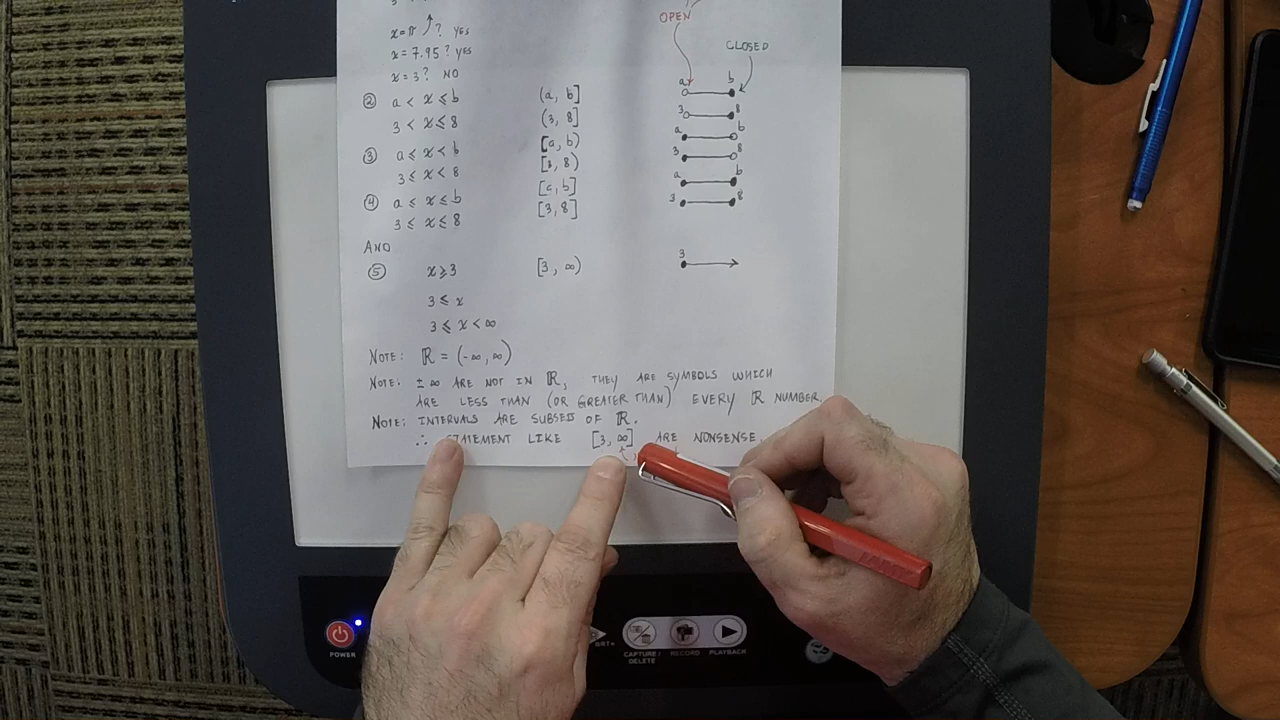 OPEN
x=π ? YES
x=7.95? YES
x=3? NO
CLOSED
② a < x ≤ b (a, b] a b
3 < x ≤ 8 (3, 8] 3 8
③ a ≤ x < b [a, b) a b
3 ≤ x < 8 [3, 8) 3 8
④ a ≤ x ≤ b [a, b] a b
3 ≤ x ≤ 8 [3, 8] 3 8
AND
⑤ x ≥ 3 [3, ∞) 3
3 ≤ x
3 ≤ x < ∞
NOTE: ℝ = (-∞, ∞)
NOTE: ±∞ ARE NOT IN ℝ, THEY ARE SYMBOLS WHICH
ARE LESS THAN (OR GREATER THAN) EVERY ℝ NUMBER.
NOTE: INTERVALS ARE SUBSETS OF ℝ.
∴ STATEMENT LIKE [3, ∞] ARE NONSENSE.
POWER
CAPTURE/
DELETE
RECORD
PLAYBACK